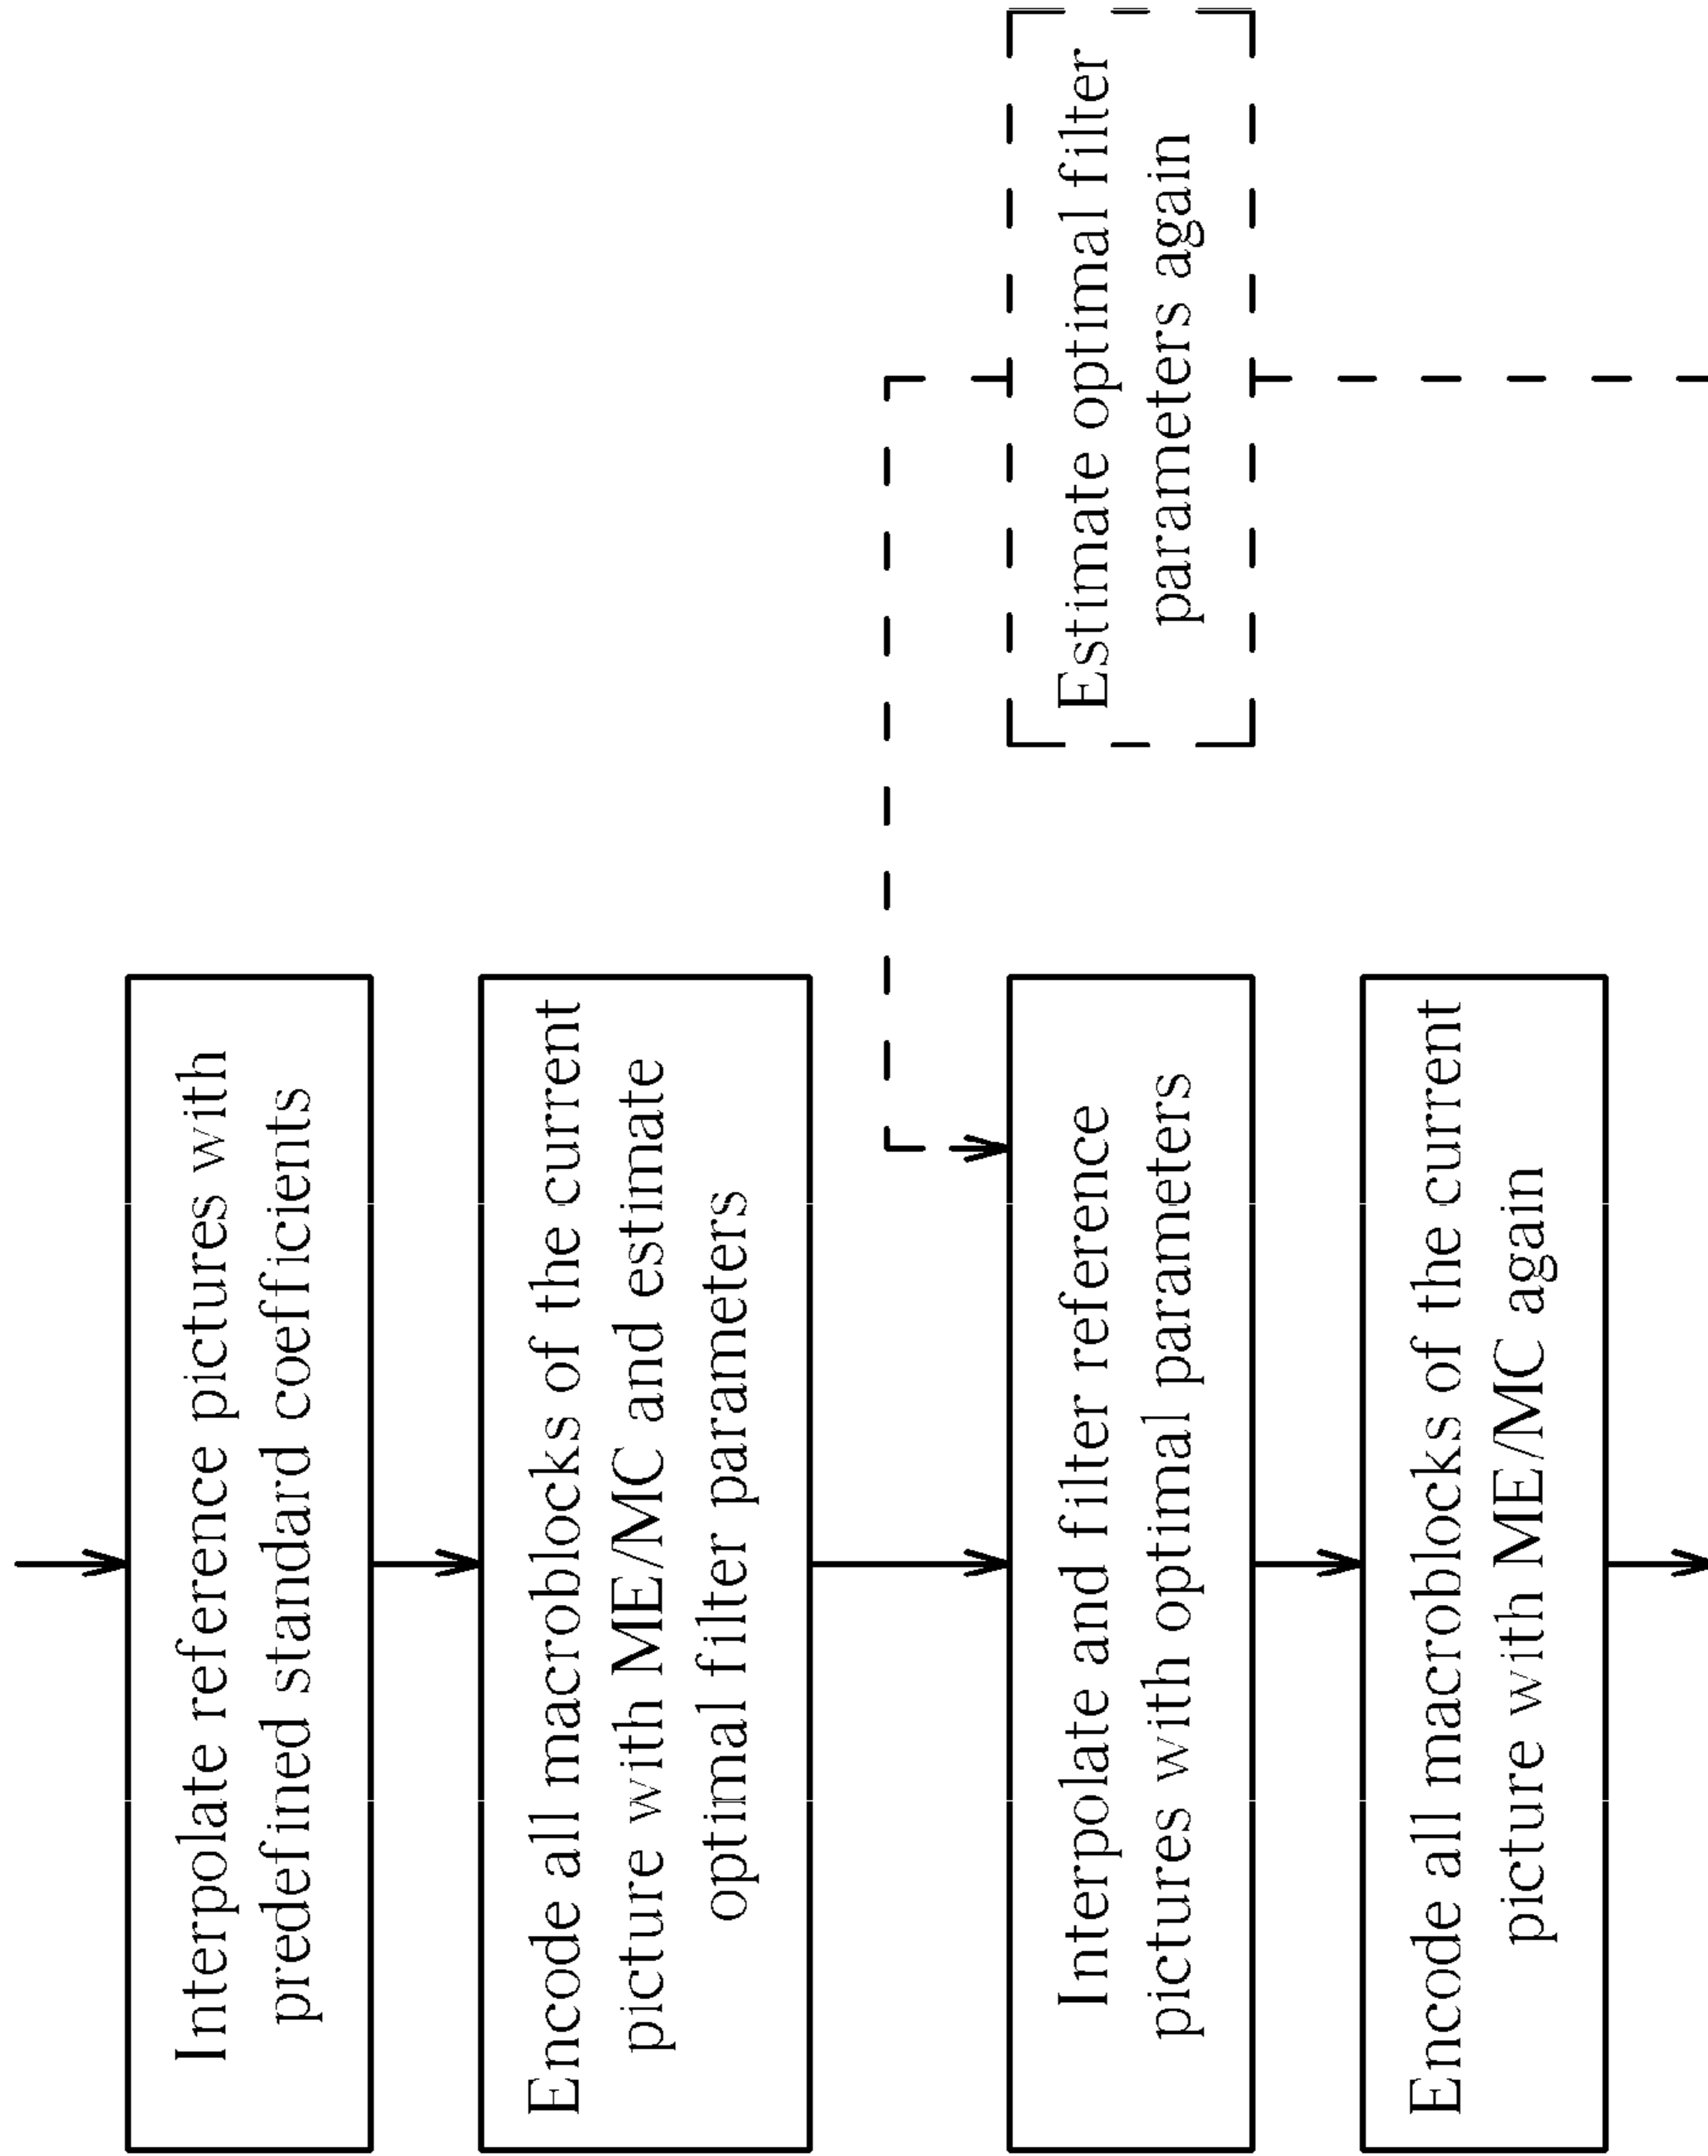 Interpolate reference pictures with
predefined standard coefficients
Encode all macroblocks of the current
picture with ME/MC and estimate
optimal filter parameters
Interpolate and filter reference
pictures with optimal parameters
Estimate optimal filter
parameters again
Encode all macroblocks of the current
picture with ME/MC again